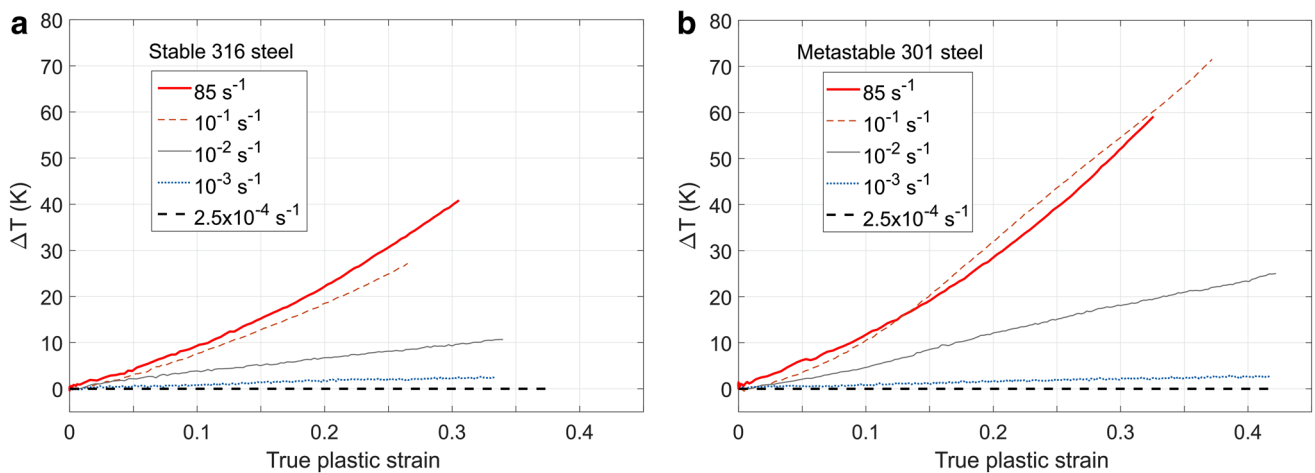 a
Stable 316 steel
85 s⁻¹
10⁻¹ s⁻¹
10⁻² s⁻¹
10⁻³ s⁻¹
2.5x10⁻⁴ s⁻¹
80
70
60
50
40
30
20
10
0
ΔT (K)
0 0.1 0.2 0.3 0.4
True plastic strain
b
Metastable 301 steel
85 s⁻¹
10⁻¹ s⁻¹
10⁻² s⁻¹
10⁻³ s⁻¹
2.5x10⁻⁴ s⁻¹
80
70
60
50
40
30
20
10
0
ΔT (K)
0 0.1 0.2 0.3 0.4
True plastic strain